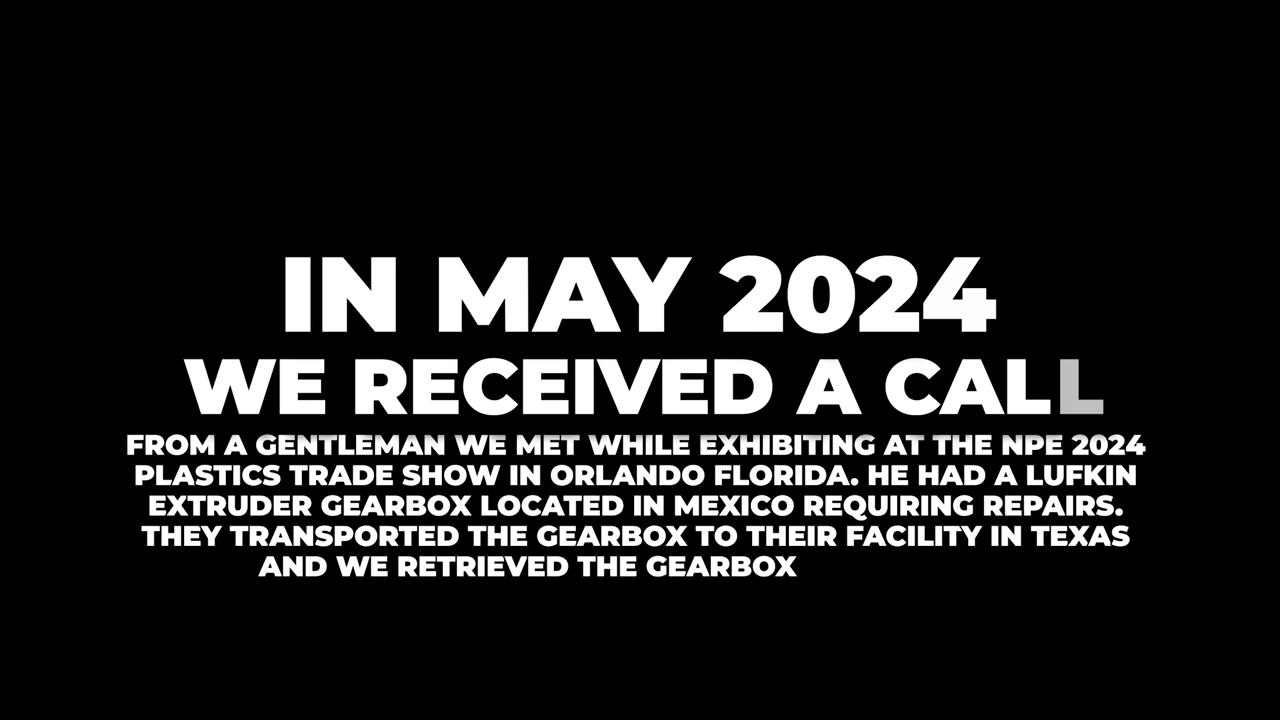 IN MAY 2024
WE RECEIVED A CALL
FROM A GENTLEMAN WE MET WHILE EXHIBITING AT THE NPE 2024
PLASTICS TRADE SHOW IN ORLANDO FLORIDA. HE HAD A LUFKIN
EXTRUDER GEARBOX LOCATED IN MEXICO REQUIRING REPAIRS.
THEY TRANSPORTED THE GEARBOX TO THEIR FACILITY IN TEXAS
AND WE RETRIEVED THE GEARBOX